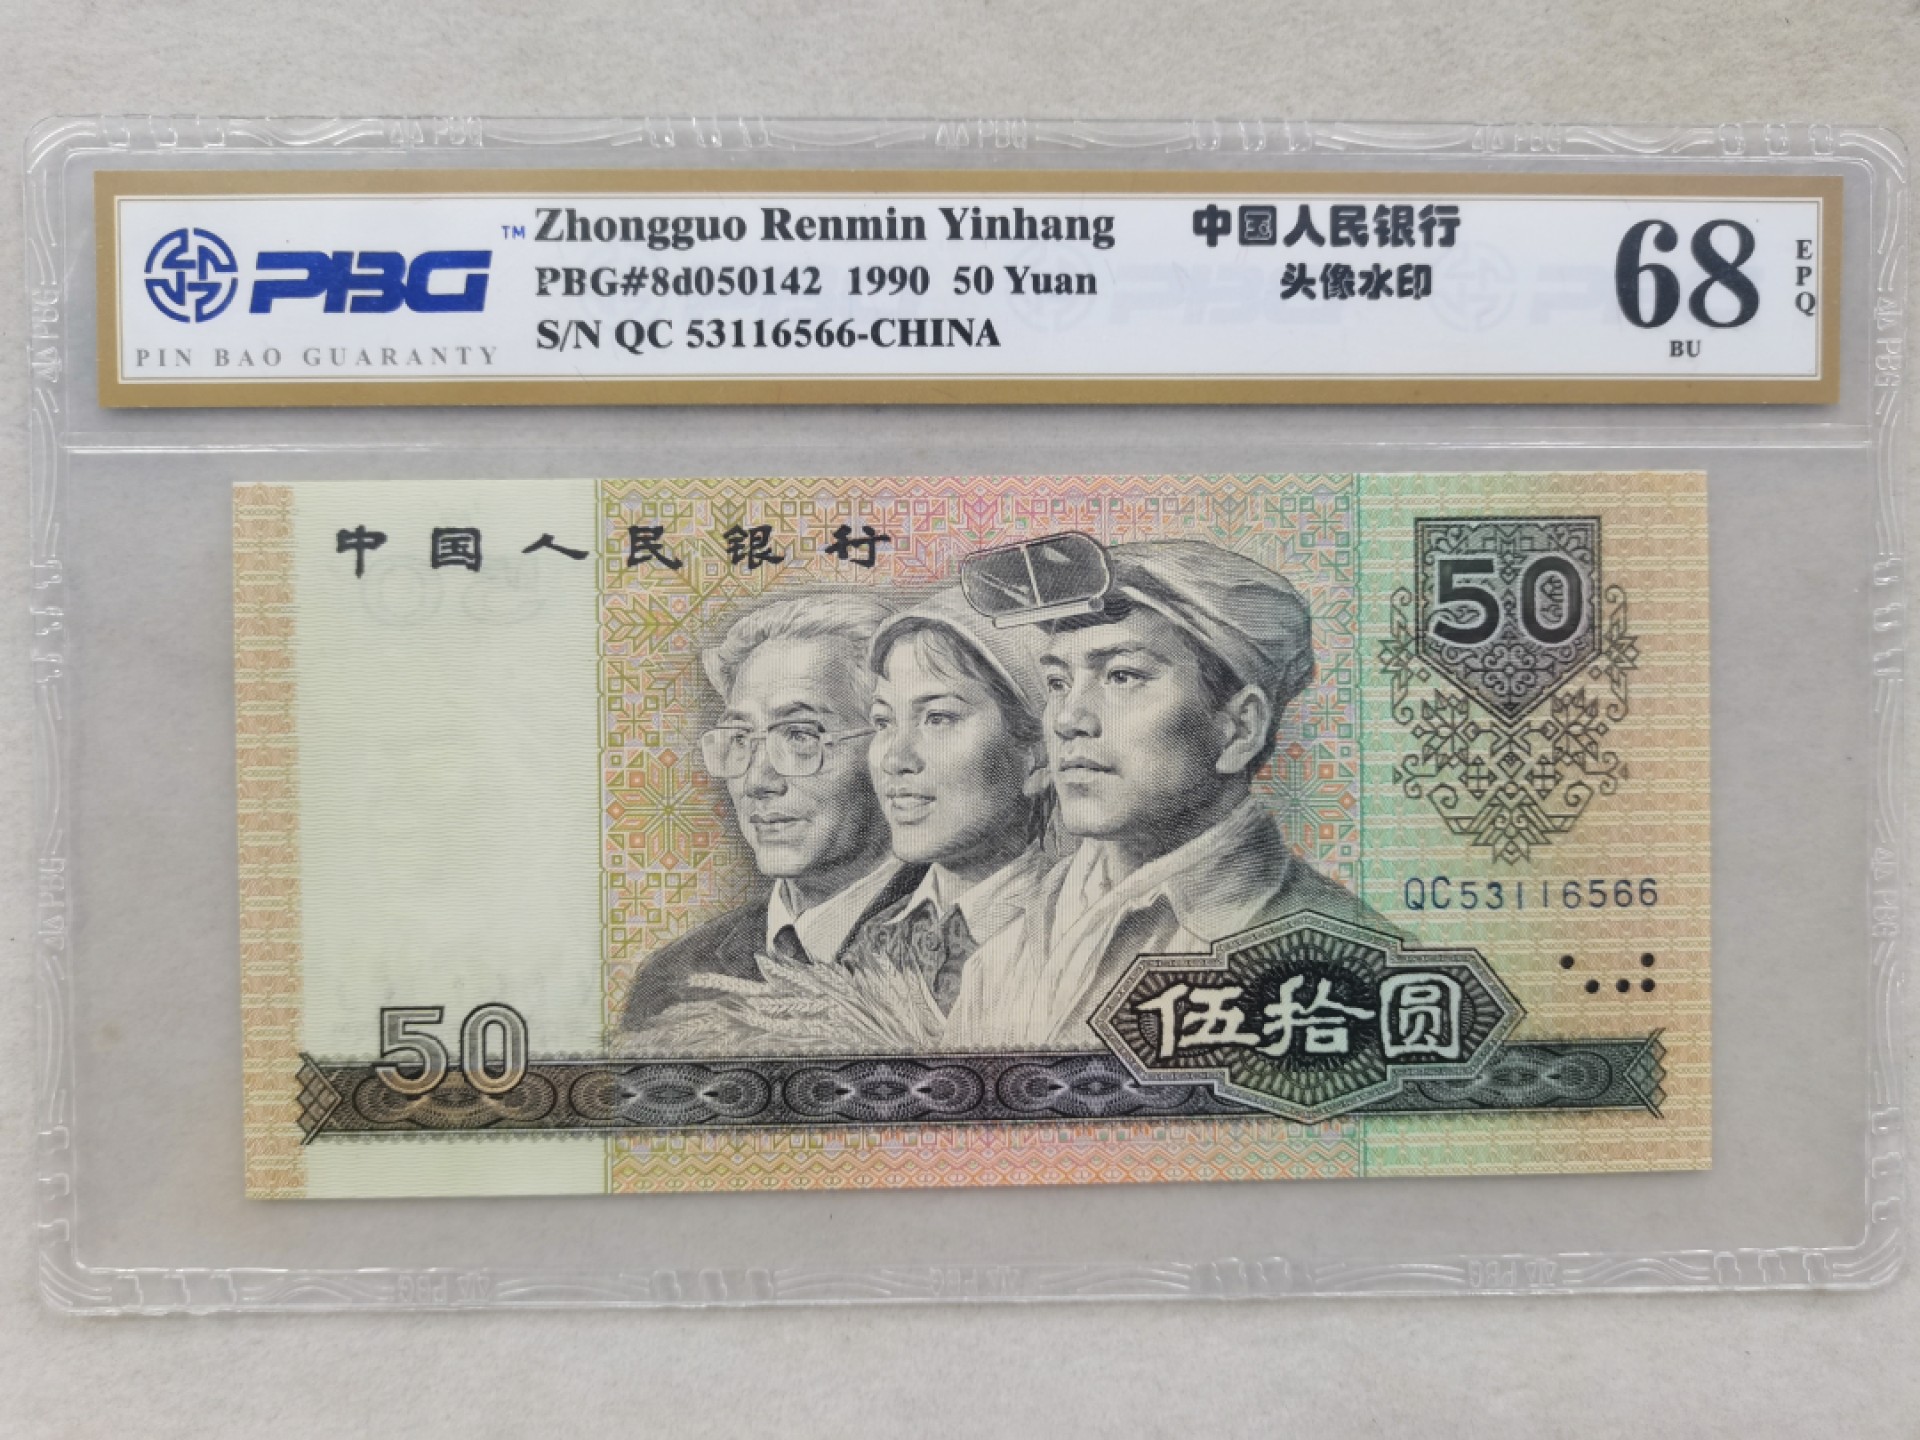 PBG ™
PIN BAO GUARANTY
Zhongguo Renmin Yinhang
PBG#8d050142 1990 50 Yuan
S/N QC 53116566-CHINA
中国人民银行
头像水印
68
BU
EPQ
中国人民银行
50
QC53116566
50
伍拾圆